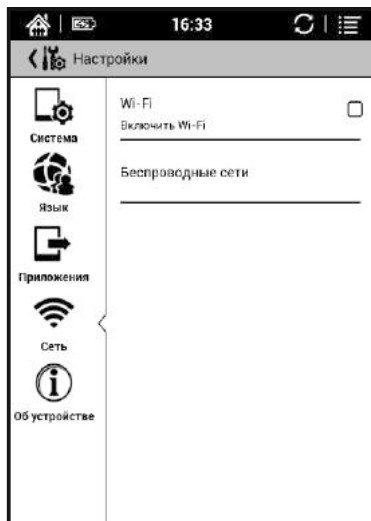 16:33
Настройки
Система
Язык
Приложения
Сеть
Об устройстве
Wi-Fi
Включить Wi-Fi
Беспроводные сети